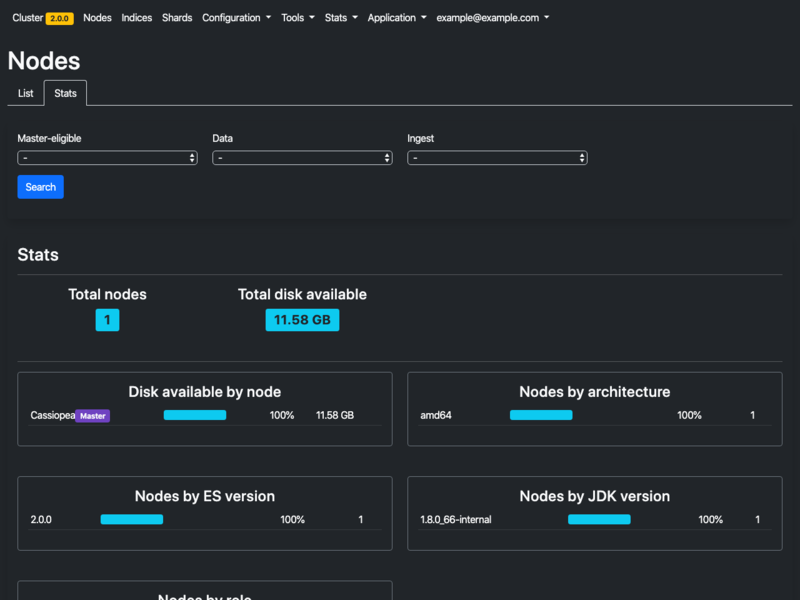 Cluster 2.0.0 Nodes Indices Shards Configuration Tools Stats Application example@example.com
Nodes
List Stats
Master-eligible Data Ingest
- - -
Search
Stats
Total nodes Total disk available
1 11.58 GB
Disk available by node
Cassiopea Master 100% 11.58 GB
Nodes by architecture
amd64 100% 1
Nodes by ES version
2.0.0 100% 1
Nodes by JDK version
1.8.0_66-internal 100% 1
Nodes by role